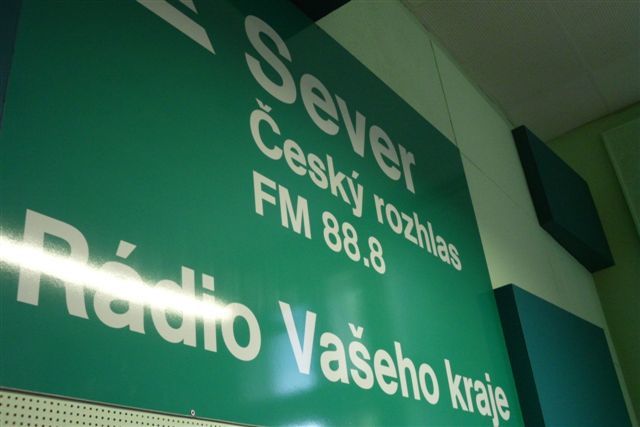 Sever
Český rozhlas
FM 88.8
Rádio Vašeho kraje